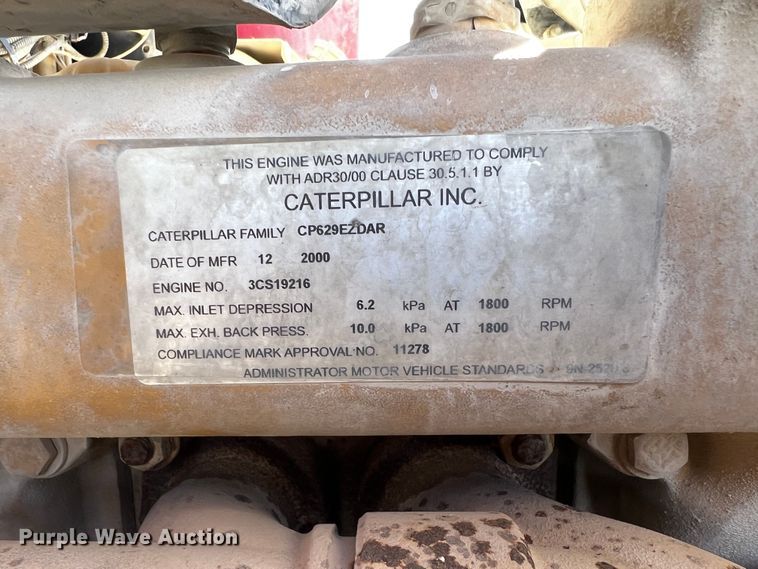 THIS ENGINE WAS MANUFACTURED TO COMPLY
WITH ADR30/00 CLAUSE 30.5.1.1 BY
CATERPILLAR INC.
CATERPILLAR FAMILY CP629EZDAR
DATE OF MFR 12 2000
ENGINE NO. 3CS19216
MAX. INLET DEPRESSION 6.2 kPa AT 1800 RPM
MAX. EXH. BACK PRESS. 10.0 kPa AT 1800 RPM
COMPLIANCE MARK APPROVAL NO. 11278
ADMINISTRATOR MOTOR VEHICLE STANDARDS
Purple Wave Auction